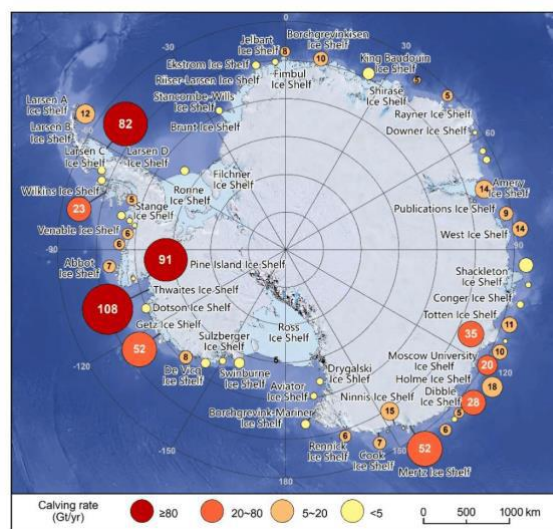 0
-30
30
Jelbart
Ice Shelf
8
Borchgrevinkisen
Ice Shelf
10
Ekstrom Ice Shelf
Fimbul
Ice Shelf
King Baudouin
Ice Shelf
Riiser-Larsen Ice Shelf
Shirase
Ice Shelf
Stancombe-Wills
Ice Shelf
5
Rayner Ice Shelf
Larsen A
Ice Shelf
12
82
Brunt Ice Shelf
Downer Ice Shelf
60
Larsen B
Ice Shelf
Larsen C
Ice Shelf
Larsen D
Ice Shelf
Filchner
Ice Shelf
Amery
Ice Shelf
14
Wilkins Ice Shelf
Ronne
Ice Shelf
5
23
Stange
Ice Shelf
Publications Ice Shelf
9
Venable Ice Shelf
6
West Ice Shelf
14
-90
6
90
Abbot
Ice Shelf
7
91
Pine Island Ice Shelf
Shackleton
Ice Shelf
Thwaites Ice Shelf
Conger Ice Shelf
108
Dotson Ice Shelf
Totten Ice Shelf
Getz Ice Shelf
Ross
Ice Shelf
35
11
52
Sulzberger
Ice Shelf
Moscow University
Ice Shelf
10
-120
8
20
De Vicq
Ice Shelf
Swinburne
Ice Shelf
Drygalski
Ice Shlef
Holme Ice Shelf
18
120
Aviator
Ice Shelf
Dibble
Ice Shelf
28
Ninnis Ice Shelf
15
5
Borchgrevink-Mariner
Ice Shelf
6
Rennick
Ice Shelf
6
Cook
Ice Shelf
7
52
Mertz Ice Shelf
-150
180
Calving rate
(Gt/yr)
≥80
20~80
5~20
<5
0
500
1000 km